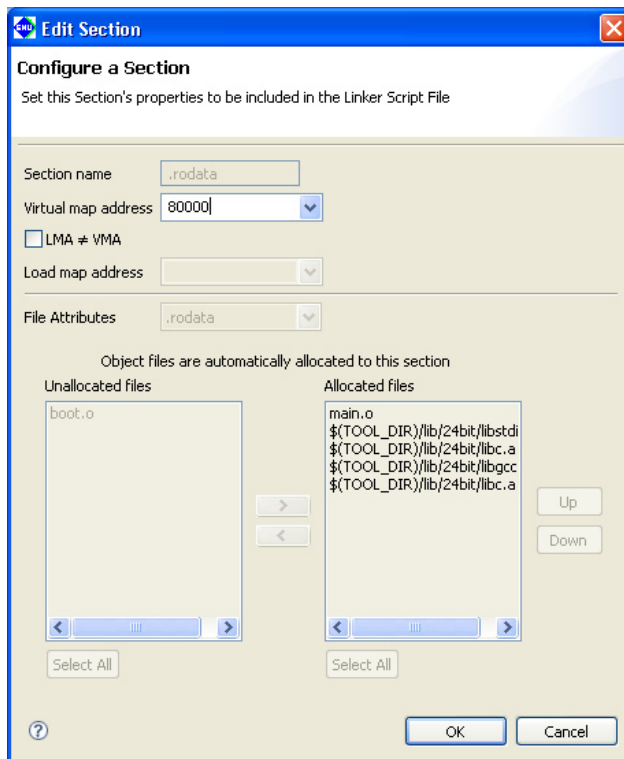 GNU Edit Section
Configure a Section
Set this Section's properties to be included in the Linker Script File
Section name .rodata
Virtual map address 80000
LMA ≠ VMA
Load map address
File Attributes .rodata
Object files are automatically allocated to this section
Unallocated files Allocated files
boot.o main.o
$(TOOL_DIR)/lib/24bit/libstdi
$(TOOL_DIR)/lib/24bit/libc.a
$(TOOL_DIR)/lib/24bit/libgcc
$(TOOL_DIR)/lib/24bit/libc.a
> Up
< Down
Select All Select All
? OK Cancel